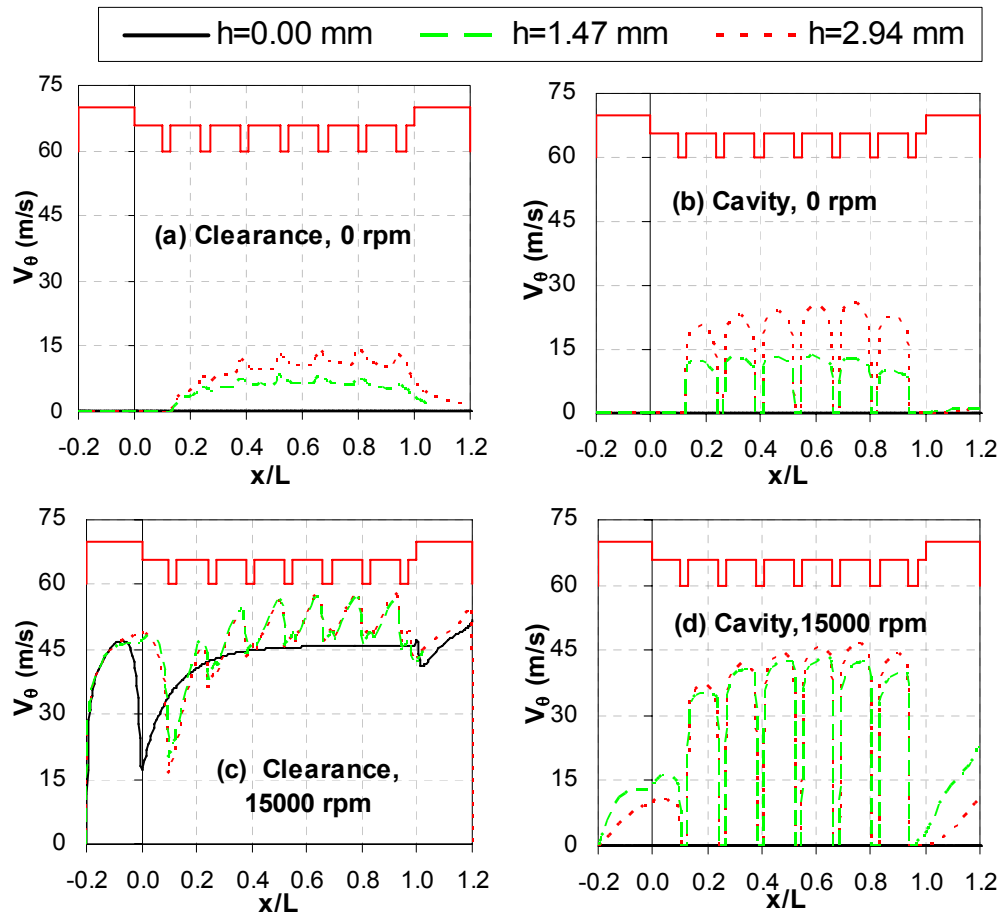 h=0.00 mm h=1.47 mm h=2.94 mm
75
60
45
30
15
0
Vθ (m/s)
(a) Clearance, 0 rpm
-0.2 0.0 0.2 0.4 0.6 0.8 1.0 1.2
x/L
75
60
45
30
15
0
Vθ (m/s)
(b) Cavity, 0 rpm
-0.2 0.0 0.2 0.4 0.6 0.8 1.0 1.2
x/L
75
60
45
30
15
0
Vθ (m/s)
(c) Clearance,
15000 rpm
-0.2 0.0 0.2 0.4 0.6 0.8 1.0 1.2
x/L
75
60
45
30
15
0
Vθ (m/s)
(d) Cavity,15000 rpm
-0.2 0.0 0.2 0.4 0.6 0.8 1.0 1.2
x/L